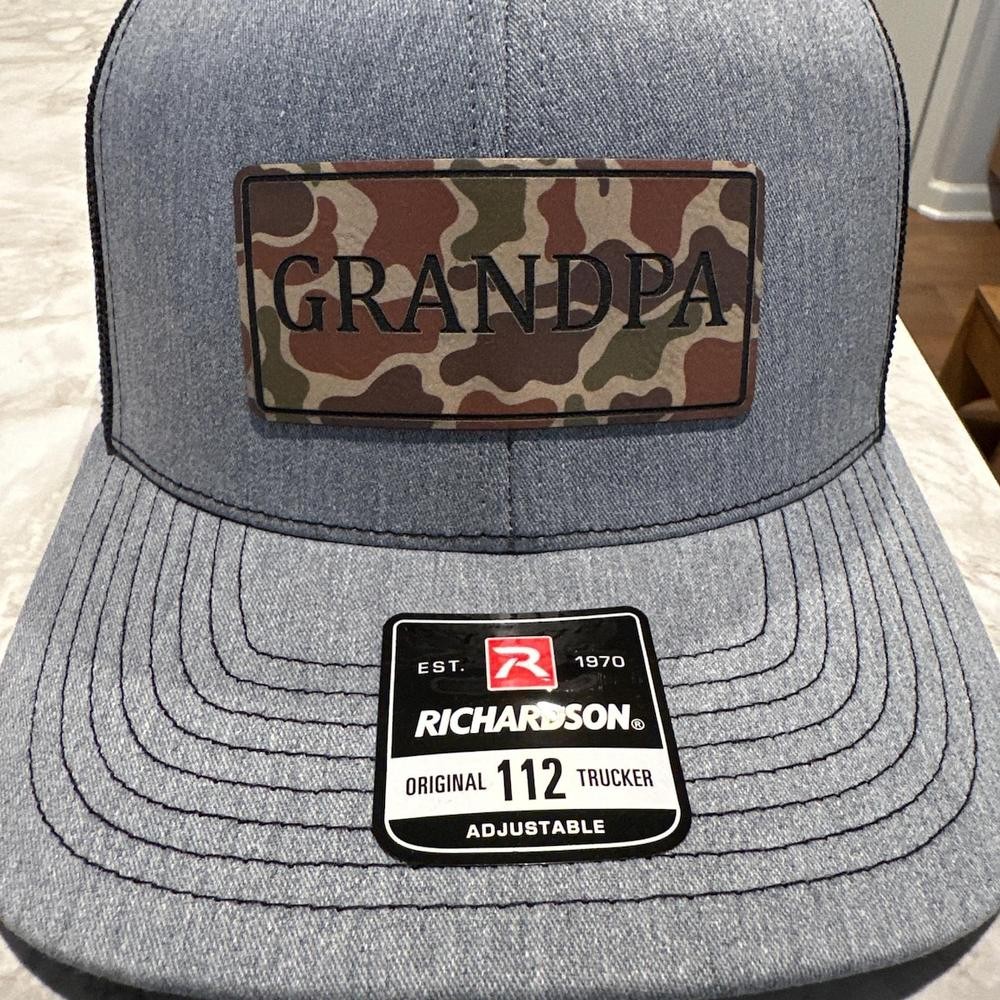 GRANDPA
EST. R 1970
RICHARDSON®
ORIGINAL 112 TRUCKER
ADJUSTABLE